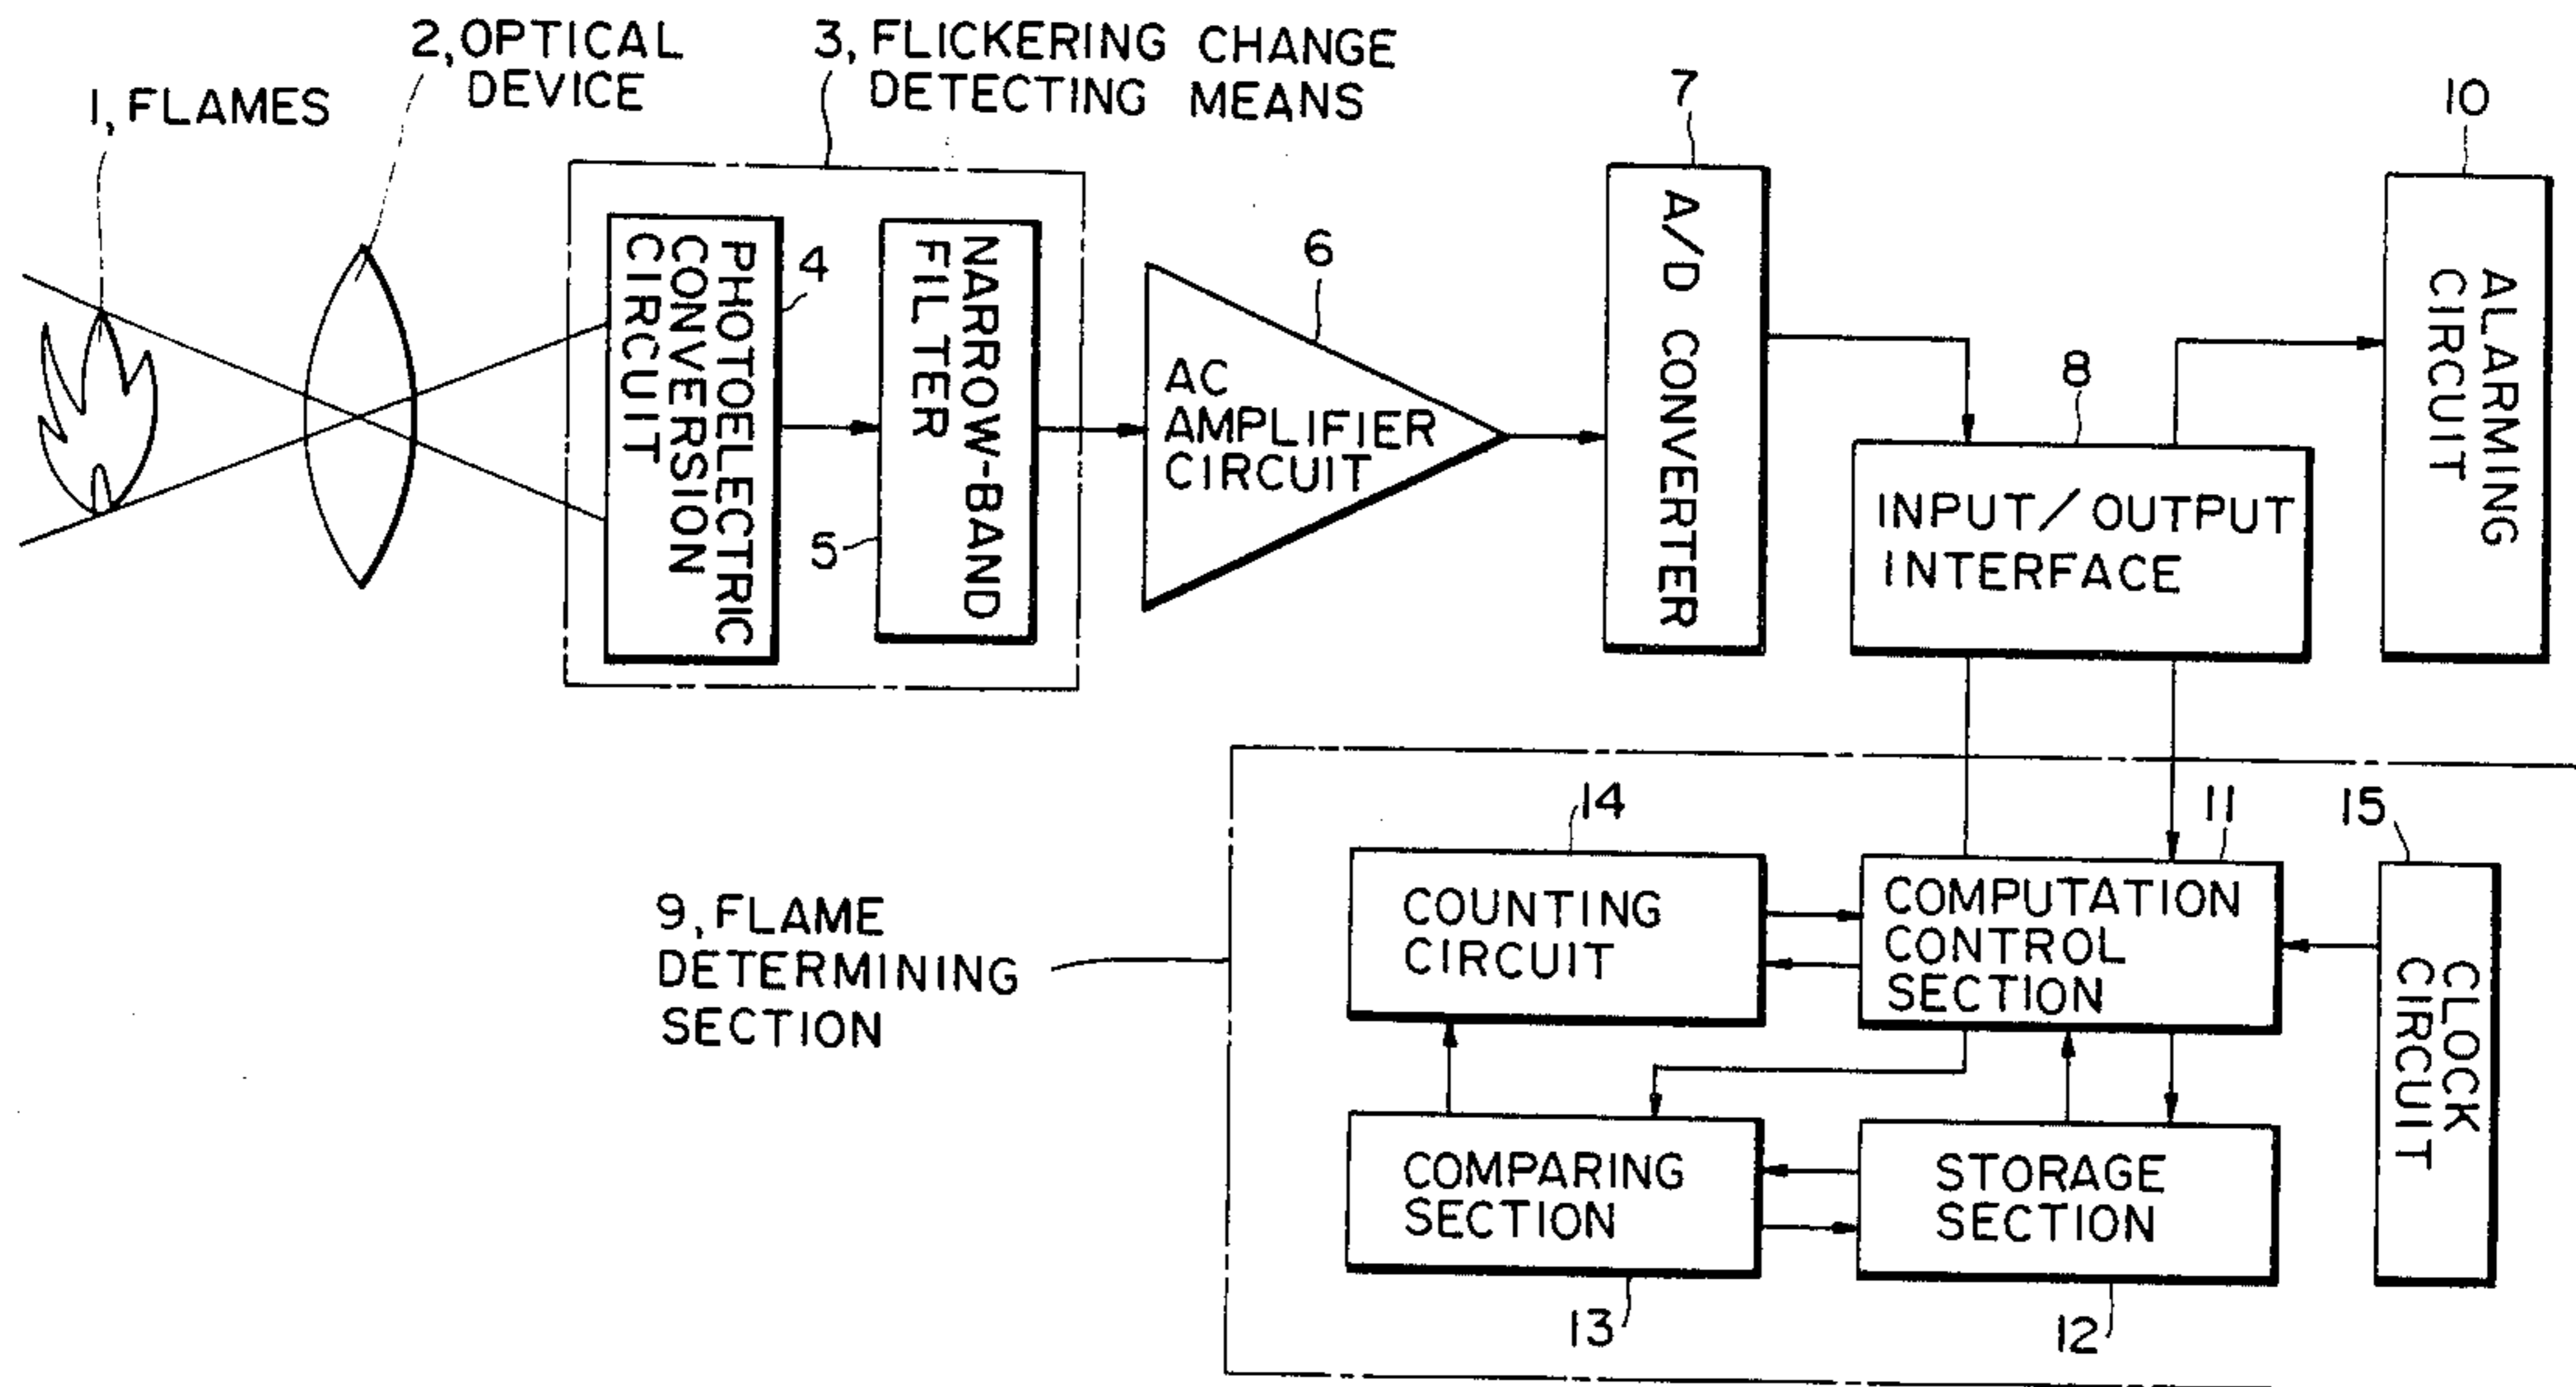 1, FLAMES
2, OPTICAL
DEVICE
3, FLICKERING CHANGE
DETECTING MEANS
PHOTOELECTRIC
CONVERSION
CIRCUIT
4
NARROW-BAND
FILTER
5
6
AC
AMPLIFIER
CIRCUIT
7
A/D CONVERTER
8
INPUT/OUTPUT
INTERFACE
10
ALARMING
CIRCUIT
9, FLAME
DETERMINING
SECTION
14
COUNTING
CIRCUIT
11
COMPUTATION
CONTROL
SECTION
15
CLOCK
CIRCUIT
COMPARING
SECTION
13
STORAGE
SECTION
12